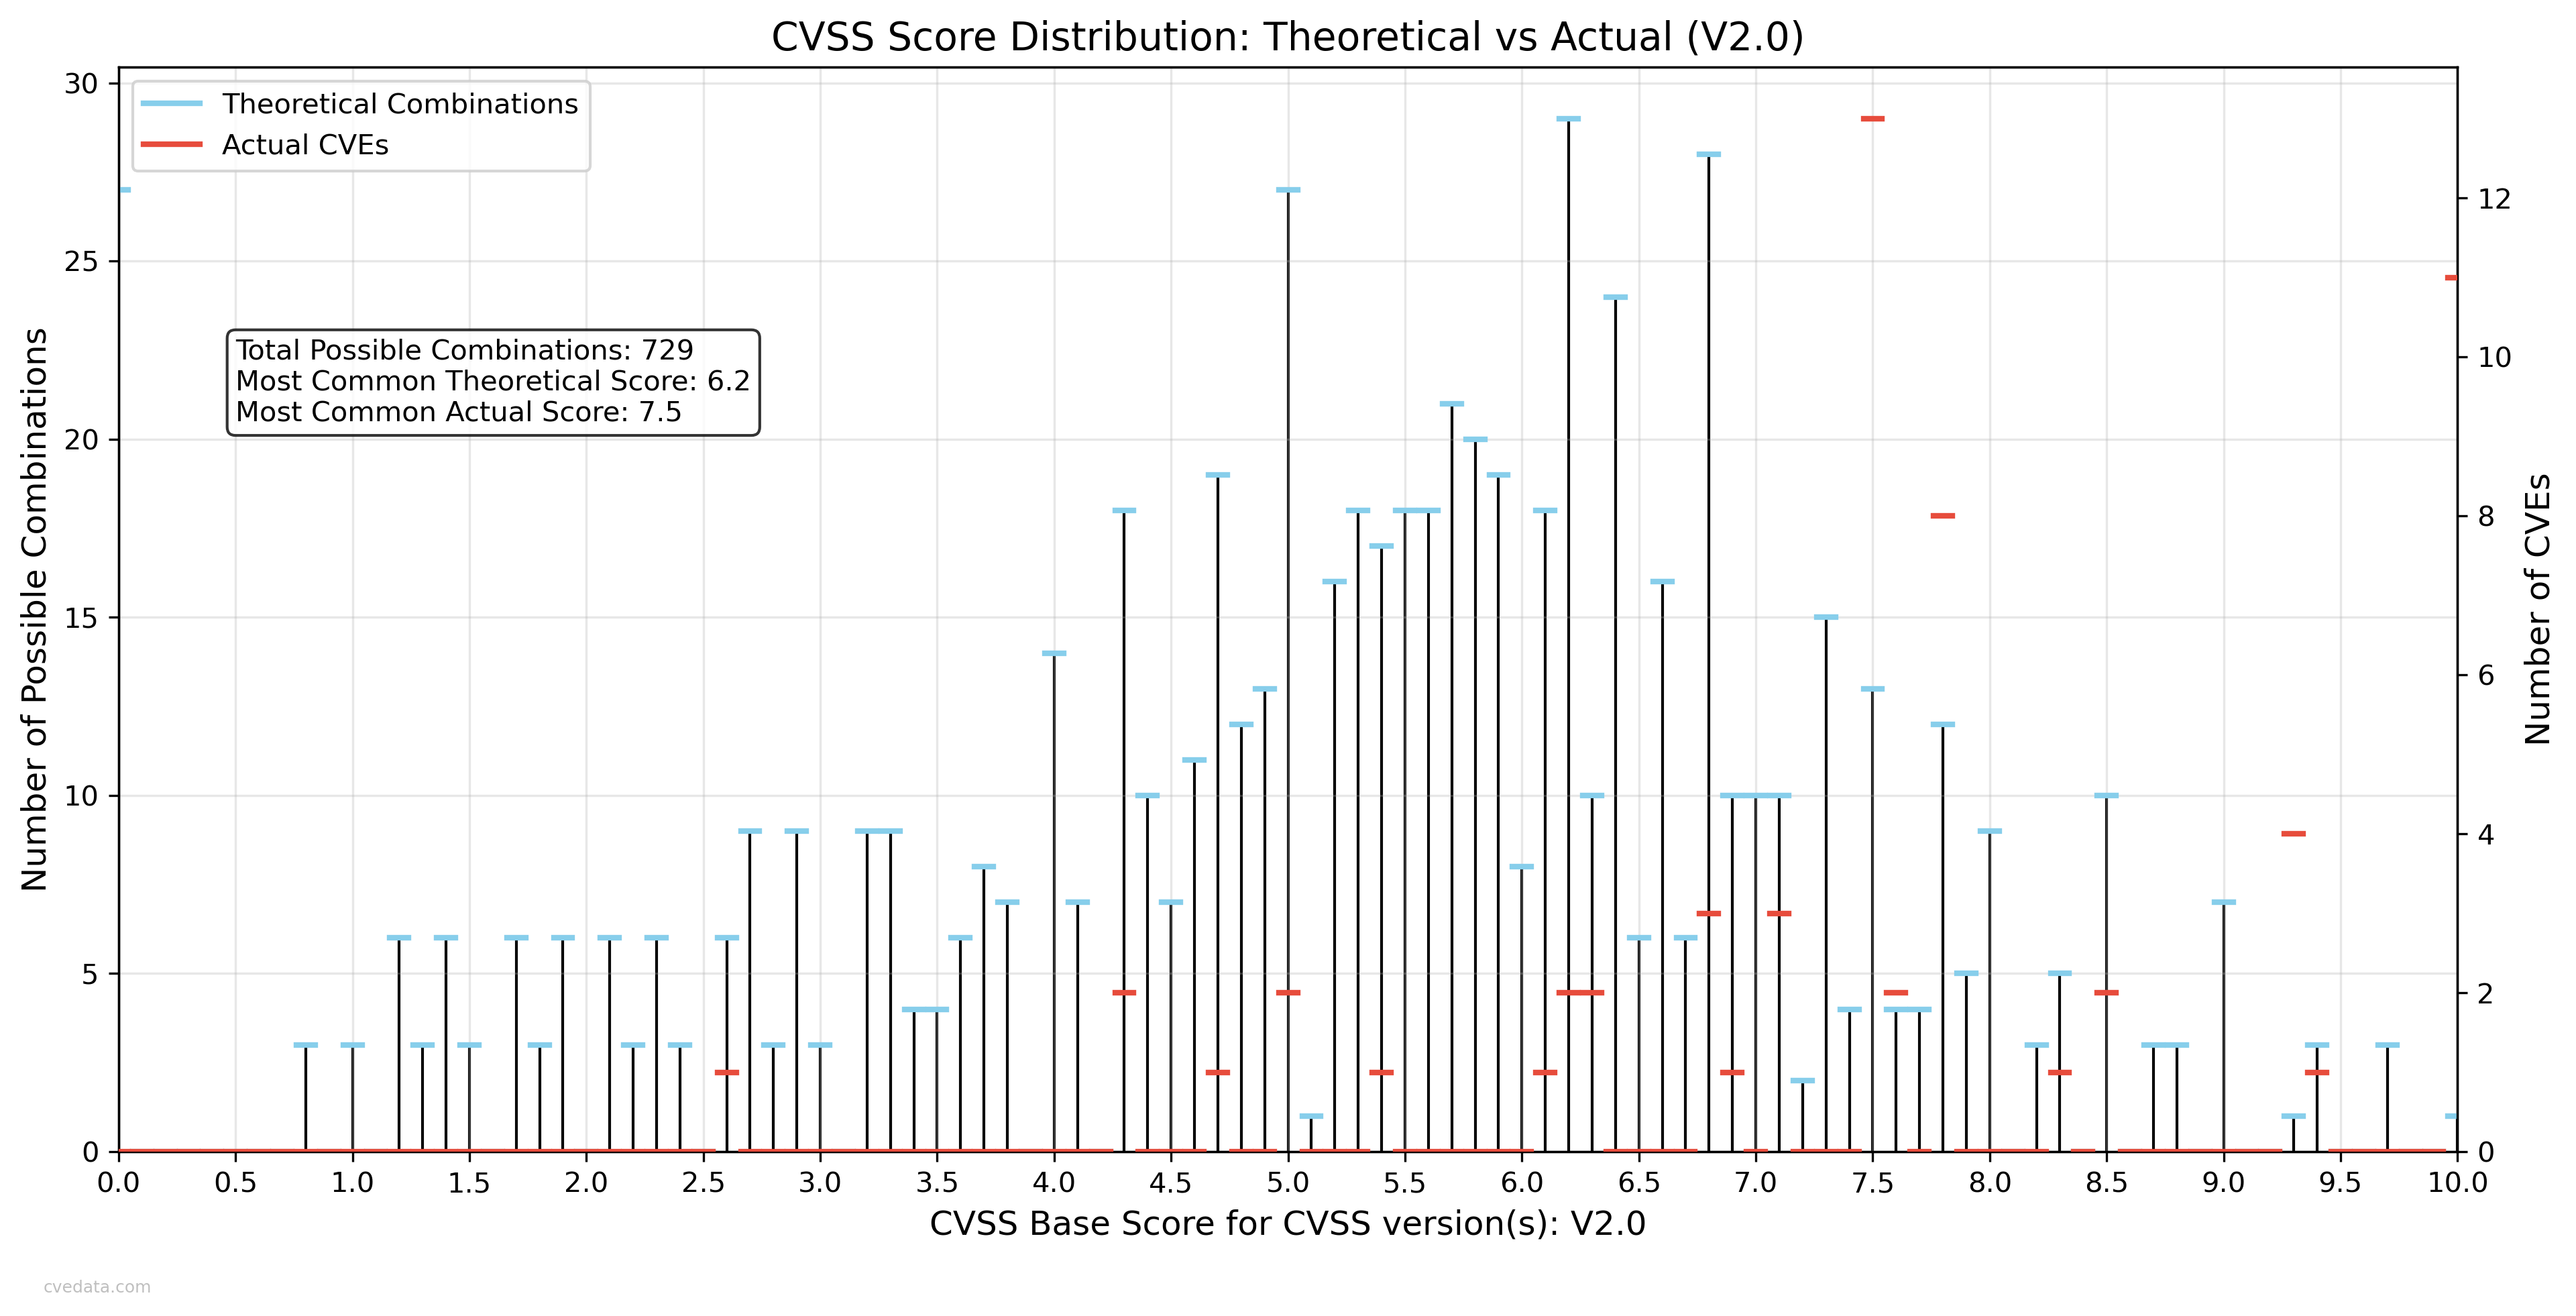 CVSS Score Distribution: Theoretical vs Actual (V2.0)
Theoretical Combinations
Actual CVEs
Total Possible Combinations: 729
Most Common Theoretical Score: 6.2
Most Common Actual Score: 7.5
Number of Possible Combinations
30
25
20
15
10
5
0
Number of CVEs
12
10
8
6
4
2
0
0.0 0.5 1.0 1.5 2.0 2.5 3.0 3.5 4.0 4.5 5.0 5.5 6.0 6.5 7.0 7.5 8.0 8.5 9.0 9.5 10.0
CVSS Base Score for CVSS version(s): V2.0
cvedata.com